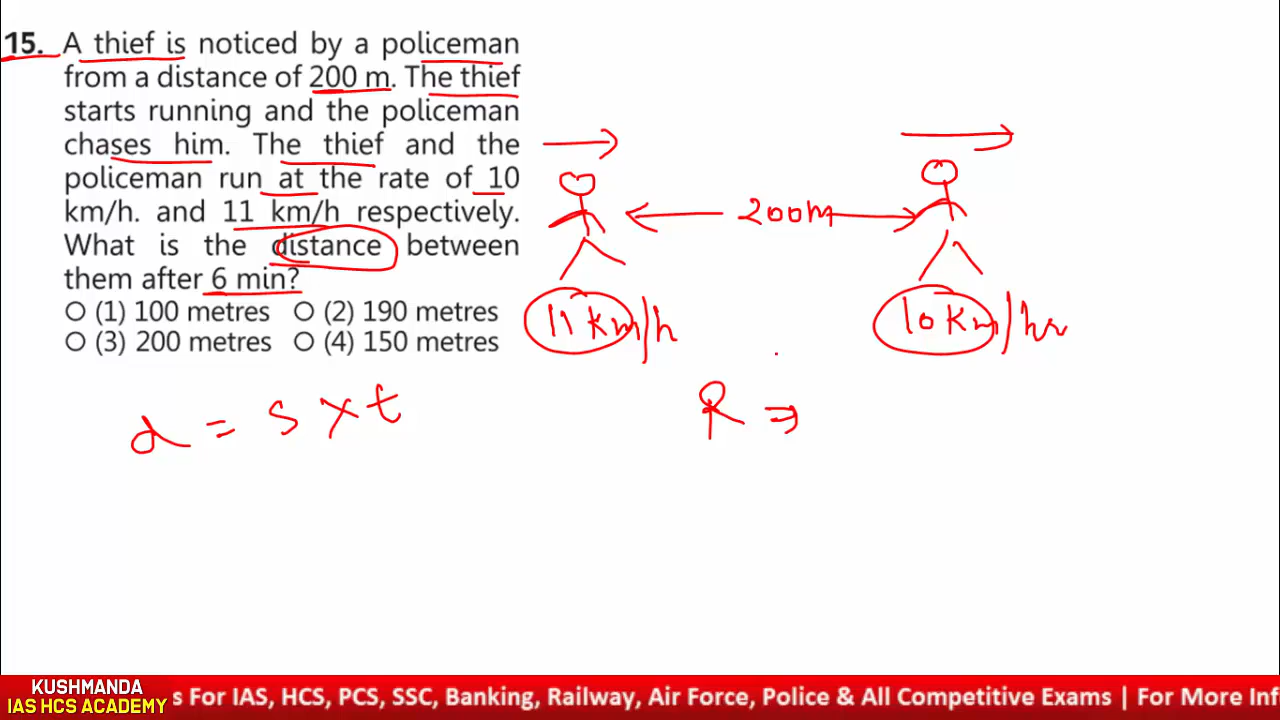 15. A thief is noticed by a policeman
from a distance of 200 m. The thief
starts running and the policeman
chases him. The thief and the
policeman run at the rate of 10
km/h. and 11 km/h respectively.
What is the distance between
them after 6 min?
O (1) 100 metres O (2) 190 metres
O (3) 200 metres O (4) 150 metres
200m
11 km/h
10 km/hr
d = s x t
R ⇒
KUSHMANDA
IAS HCS ACADEMY
s For IAS, HCS, PCS, SSC, Banking, Railway, Air Force, Police & All Competitive Exams | For More Inf